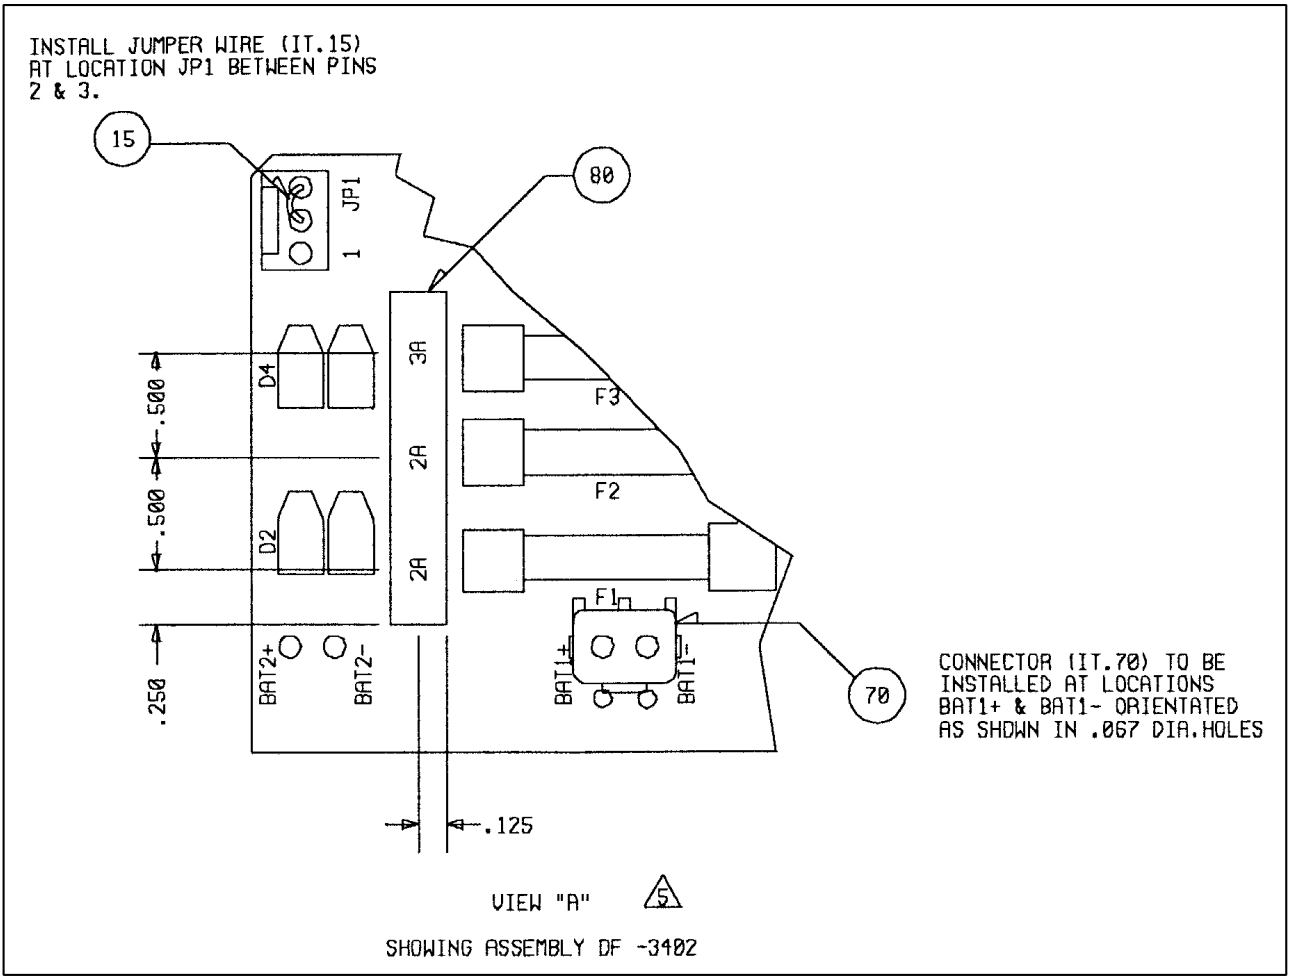 INSTALL JUMPER WIRE (IT.15)
AT LOCATION JP1 BETWEEN PINS
2 & 3.
15
80
JP1
1
3A
D4
.500
F3
2A
F2
.500
D2
2A
F1
BAT2+
BAT2-
BAT1+
BAT1-
.250
70
CONNECTOR (IT.70) TO BE
INSTALLED AT LOCATIONS
BAT1+ & BAT1- ORIENTATED
AS SHOWN IN .067 DIA.HOLES
.125
VIEW "A"
5
SHOWING ASSEMBLY OF -3402